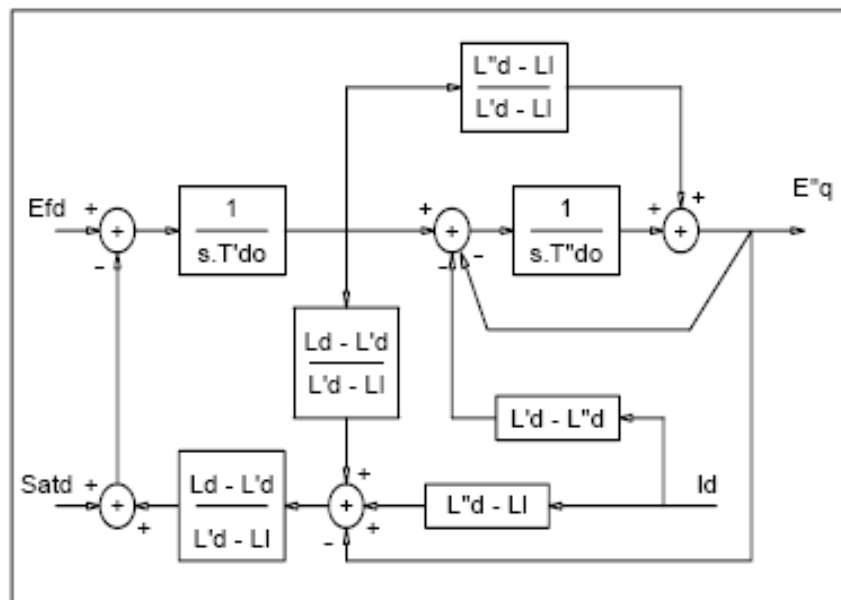 L"d - Ll
L'd - Ll
Efd
+
+
-
1
s.T'do
+
+
-
-
1
s.T"do
+
+
+
E"q
Ld - L'd
L'd - Ll
L'd - L"d
Satd
+
+
+
Ld - L'd
L'd - Ll
+
+
+
-
L"d - Ll
Id